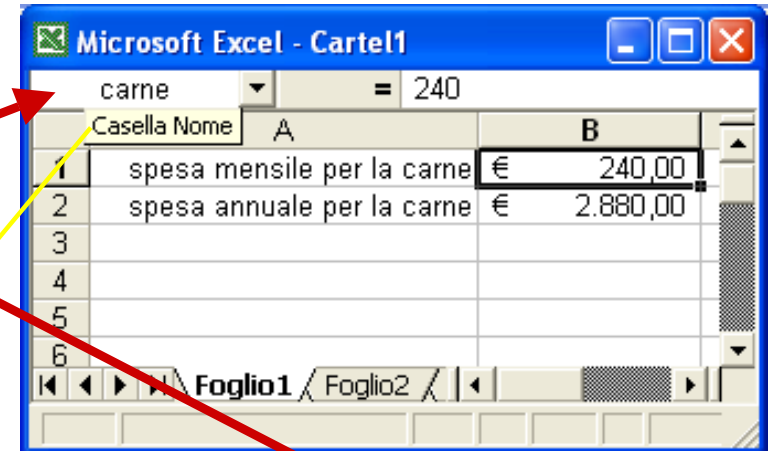 Microsoft Excel - Cartel1
carne = 240
Casella Nome A B
1 spesa mensile per la carne € 240,00
2 spesa annuale per la carne € 2.880,00
3
4
5
6
Foglio1 Foglio2